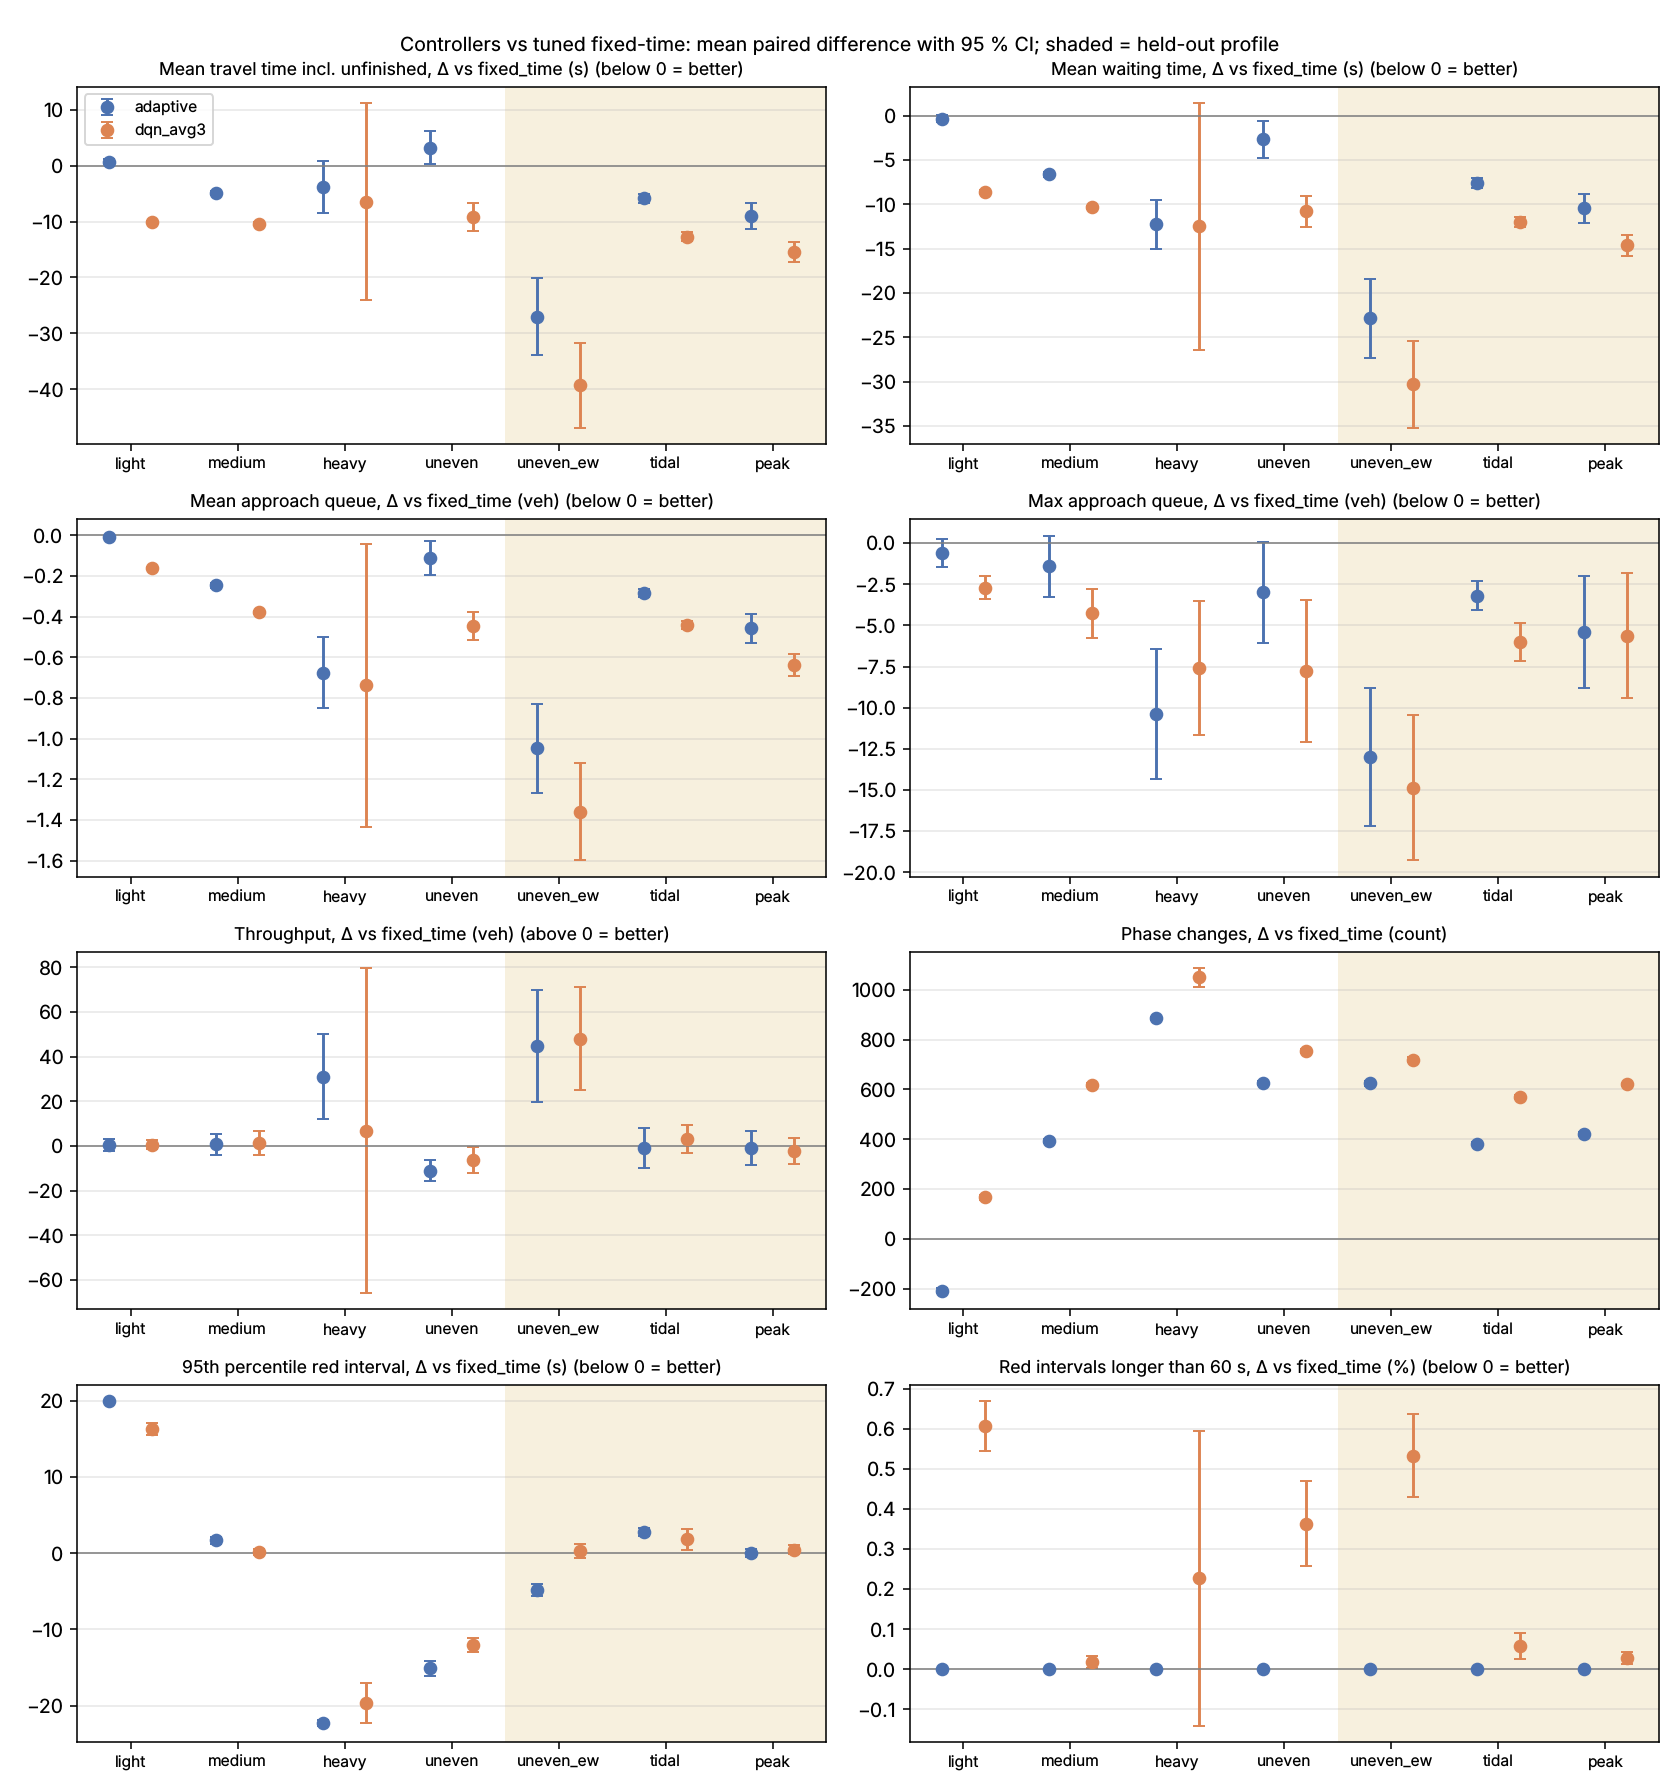 Controllers vs tuned fixed-time: mean paired difference with 95 % CI; shaded = held-out profile
Mean travel time incl. unfinished, Δ vs fixed_time (s) (below 0 = better)
adaptive
dqn_avg3
10
0
−10
−20
−30
−40
light
medium
heavy
uneven
uneven_ew
tidal
peak
Mean waiting time, Δ vs fixed_time (s) (below 0 = better)
0
−5
−10
−15
−20
−25
−30
−35
light
medium
heavy
uneven
uneven_ew
tidal
peak
Mean approach queue, Δ vs fixed_time (veh) (below 0 = better)
0.0
−0.2
−0.4
−0.6
−0.8
−1.0
−1.2
−1.4
−1.6
light
medium
heavy
uneven
uneven_ew
tidal
peak
Max approach queue, Δ vs fixed_time (veh) (below 0 = better)
0.0
−2.5
−5.0
−7.5
−10.0
−12.5
−15.0
−17.5
−20.0
light
medium
heavy
uneven
uneven_ew
tidal
peak
Throughput, Δ vs fixed_time (veh) (above 0 = better)
80
60
40
20
0
−20
−40
−60
light
medium
heavy
uneven
uneven_ew
tidal
peak
Phase changes, Δ vs fixed_time (count)
1000
800
600
400
200
0
−200
light
medium
heavy
uneven
uneven_ew
tidal
peak
95th percentile red interval, Δ vs fixed_time (s) (below 0 = better)
20
10
0
−10
−20
light
medium
heavy
uneven
uneven_ew
tidal
peak
Red intervals longer than 60 s, Δ vs fixed_time (%) (below 0 = better)
0.7
0.6
0.5
0.4
0.3
0.2
0.1
0.0
−0.1
light
medium
heavy
uneven
uneven_ew
tidal
peak